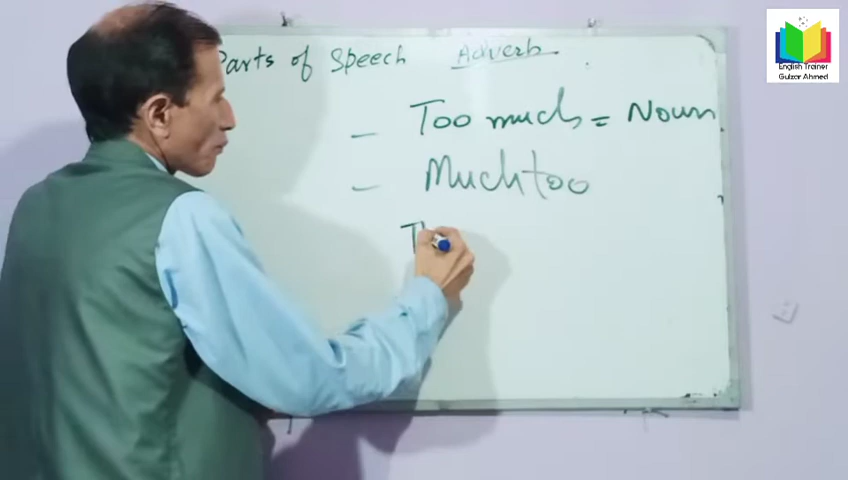 Parts of Speech Adverb
- Too much = Noun
- Much too
T
English Trainer
Gulzar Ahmed